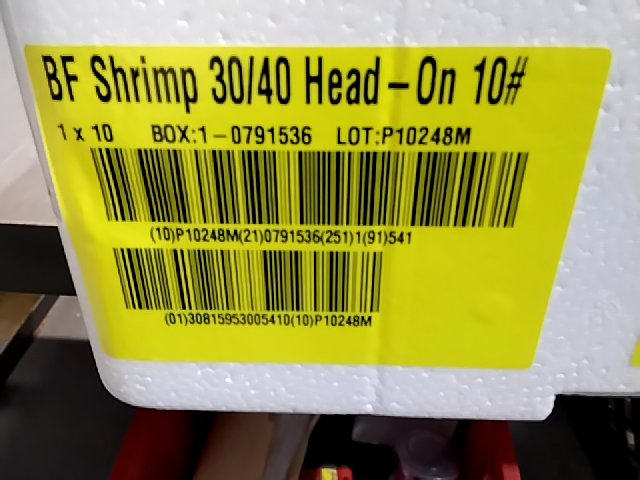 BF Shrimp 30/40 Head-On 10#
1 x 10 BOX:1-0791536 LOT:P10248M
(10)P10248M(21)0791536(251)1(91)541
(01)30815953005410(10)P10248M